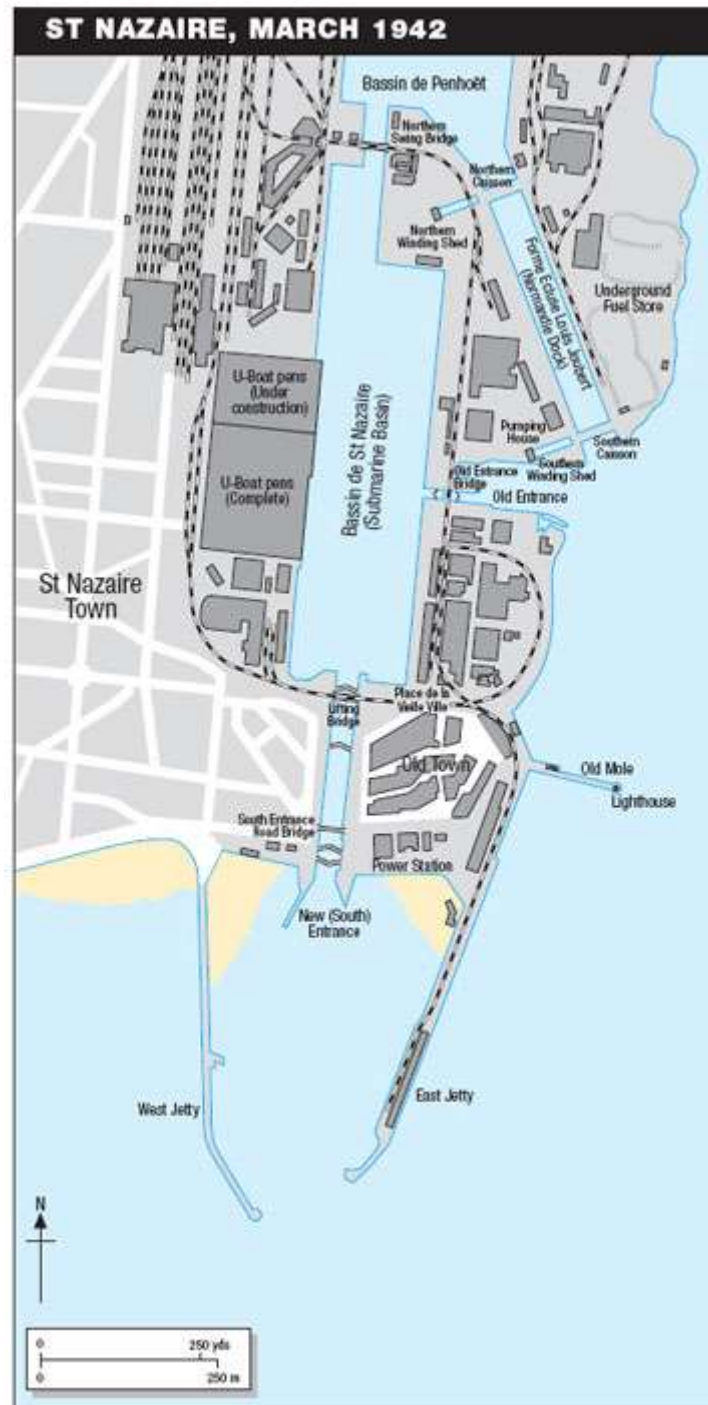 ST NAZAIRE, MARCH 1942
Bassin de Penhoët
Northern
Swing Bridge
Northern
Caisson
Northern
Winding Shed
Forme Ecluse Louis Joubert
(Normandie Dock)
Underground
Fuel Store
U-Boat pens
(Under
construction)
Bassin de St Nazaire
(Submarine Basin)
Pumping
House
Southern
Caisson
Old Entrance
Bridge
Southern
Winding Shed
U-Boat pens
(Complete)
Old Entrance
St Nazaire
Town
Lifting
Bridge
Place de la
Vieille Ville
Old Town
Old Mole
Lighthouse
South Entrance
Road Bridge
Power Station
New (South)
Entrance
West Jetty
East Jetty
N
0
250 yds
0
250 m